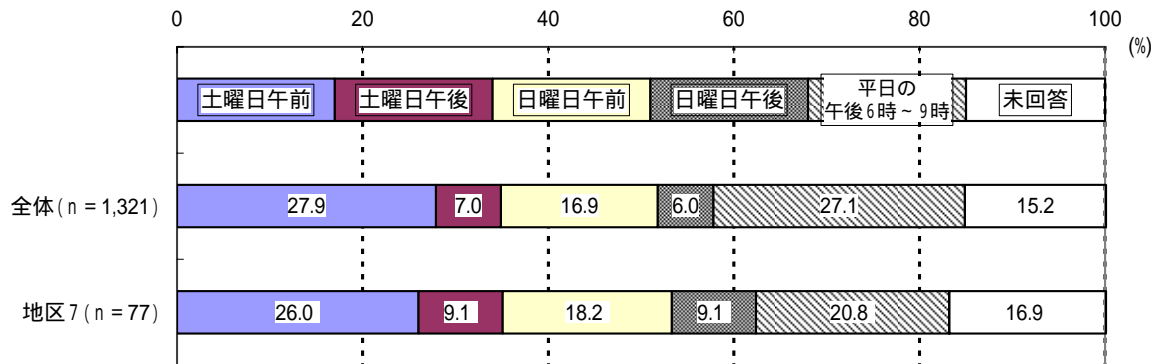 0 20 40 60 80 100
(%)
土曜日午前 土曜日午後 日曜日午前 日曜日午後 平日の 未回答
午後6時～9時
全体(n=1,321) 27.9 7.0 16.9 6.0 27.1 15.2
地区7(n=77) 26.0 9.1 18.2 9.1 20.8 16.9